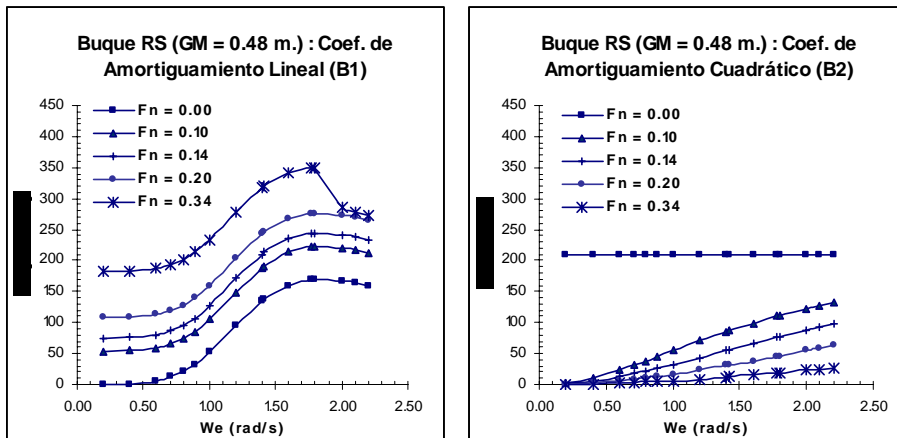 Buque RS (GM = 0.48 m.) : Coef. de
Amortiguamiento Lineal (B1)
450
400
350
300
250
200
150
100
50
0
Fn = 0.00
Fn = 0.10
Fn = 0.14
Fn = 0.20
Fn = 0.34
0.00 0.50 1.00 1.50 2.00 2.50
We (rad/s)
Buque RS (GM = 0.48 m.) : Coef. de
Amortiguamiento Cuadrático (B2)
450
400
350
300
250
200
150
100
50
0
Fn = 0.00
Fn = 0.10
Fn = 0.14
Fn = 0.20
Fn = 0.34
0.00 0.50 1.00 1.50 2.00 2.50
We (rad/s)